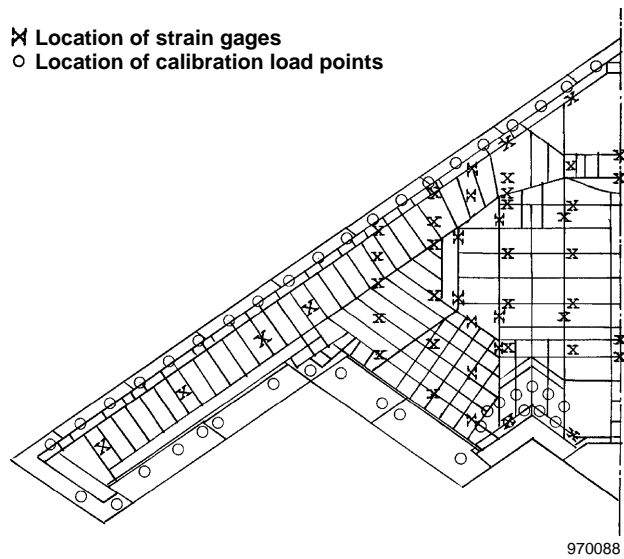 Location of strain gages
Location of calibration load points
970088